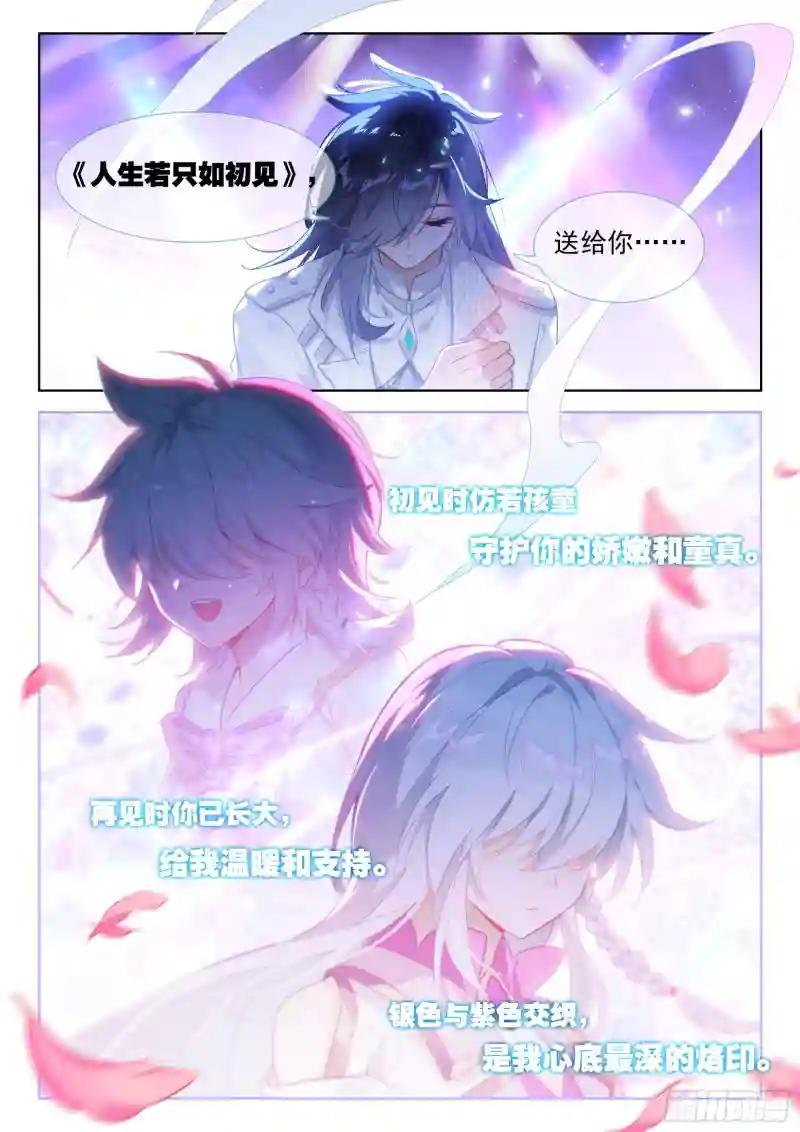 《人生若只如初见》，
送给你……
初见时仿若孩童
守护你的娇嫩和童真。
再见时你已长大，
给我温暖和支持。
银色与紫色交织，
是我心底最深的烙印。